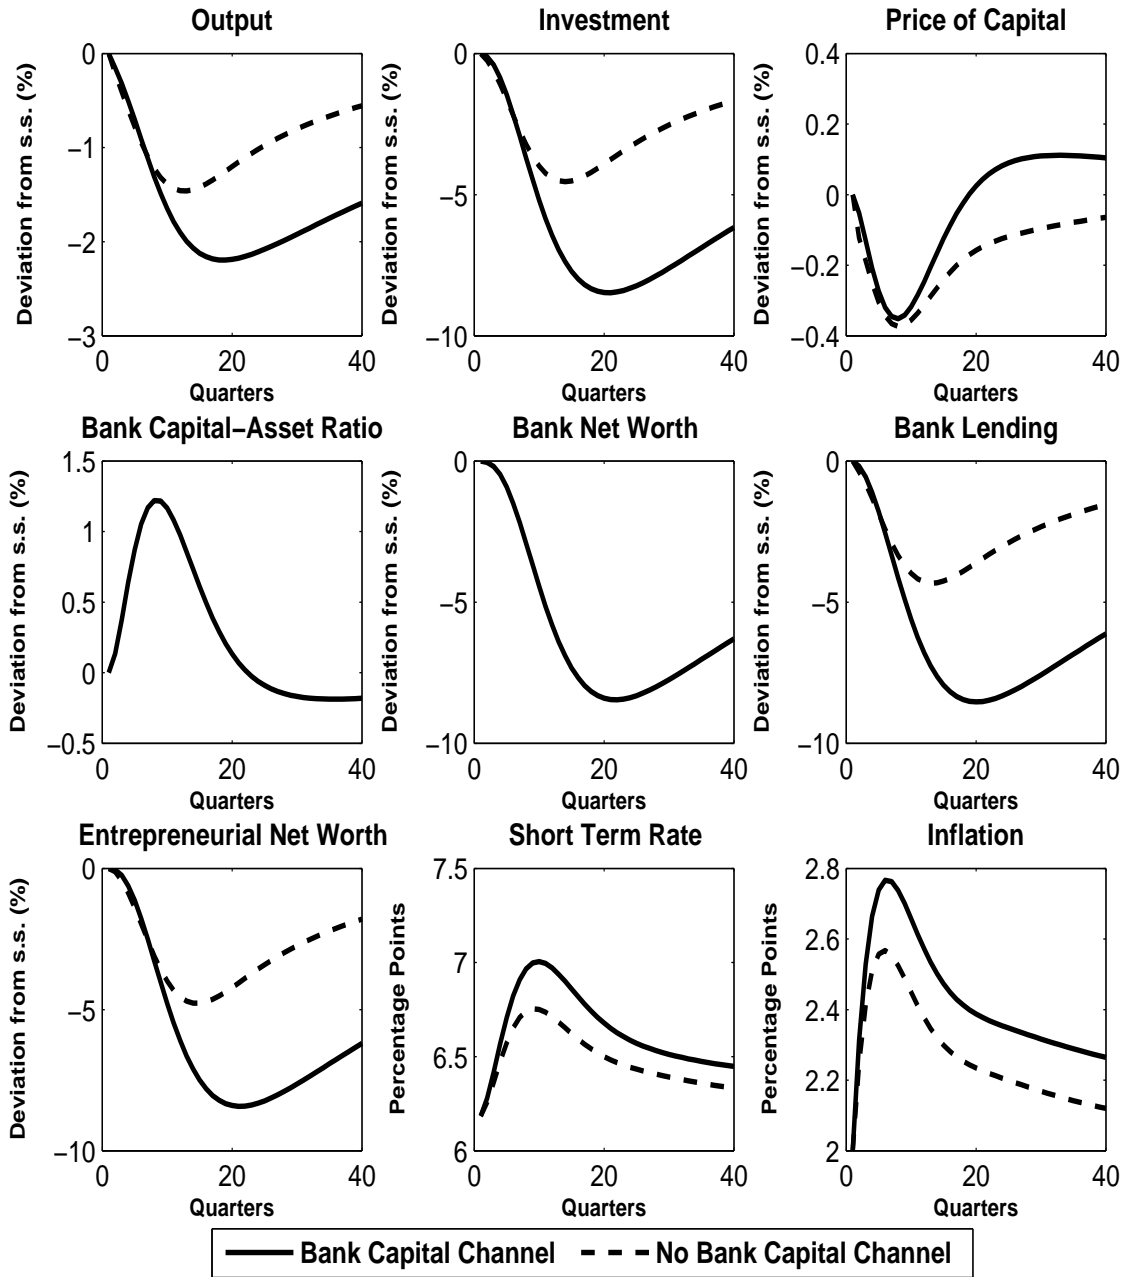 Output Investment Price of Capital
Deviation from s.s. (%)
0
−1
−2
−3
0 20 40
Quarters
Deviation from s.s. (%)
0
−5
−10
0 20 40
Quarters
Deviation from s.s. (%)
0.4
0.2
0
−0.2
−0.4
0 20 40
Quarters
Bank Capital−Asset Ratio Bank Net Worth Bank Lending
Deviation from s.s. (%)
1.5
1
0.5
0
−0.5
0 20 40
Quarters
Deviation from s.s. (%)
0
−5
−10
0 20 40
Quarters
Deviation from s.s. (%)
0
−5
−10
0 20 40
Quarters
Entrepreneurial Net Worth Short Term Rate Inflation
Deviation from s.s. (%)
0
−5
−10
0 20 40
Quarters
Percentage Points
7.5
7
6.5
6
0 20 40
Quarters
Percentage Points
2.8
2.6
2.4
2.2
2
0 20 40
Quarters
Bank Capital Channel No Bank Capital Channel